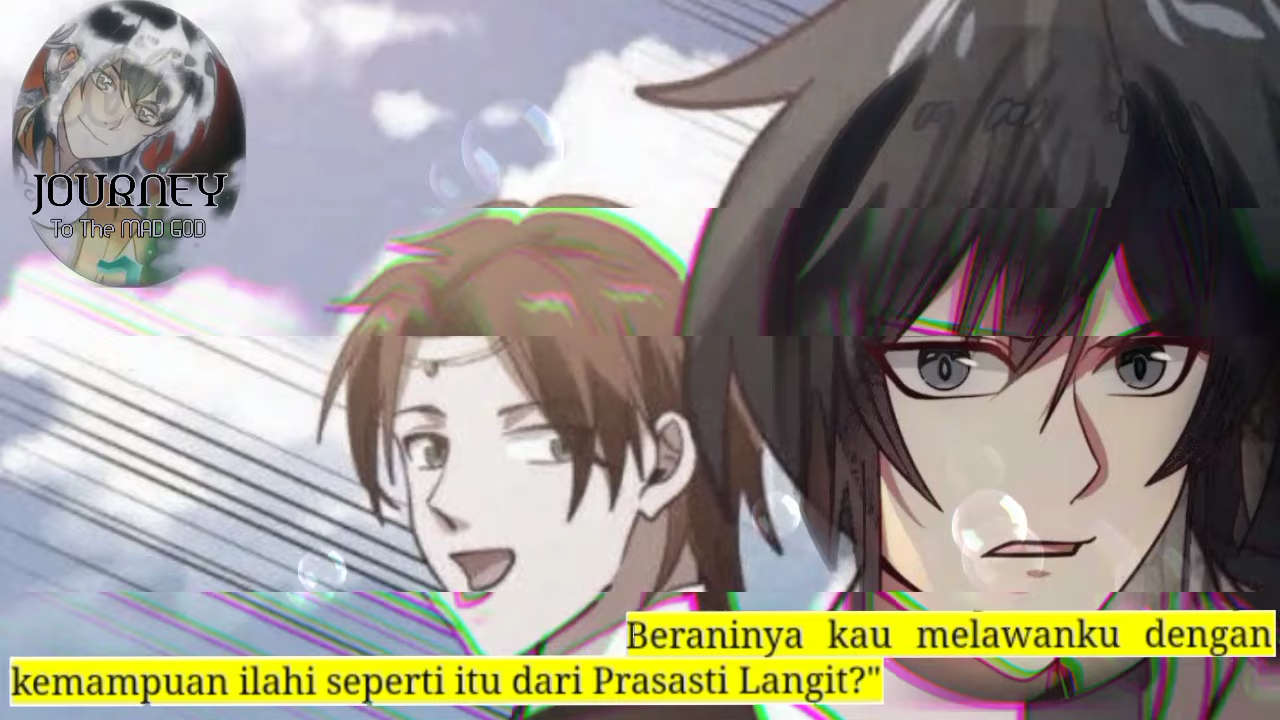 JOURNEY
To The MAD GOD
Beraninya kau melawanku dengan
kemampuan ilahi seperti itu dari Prasasti Langit?"